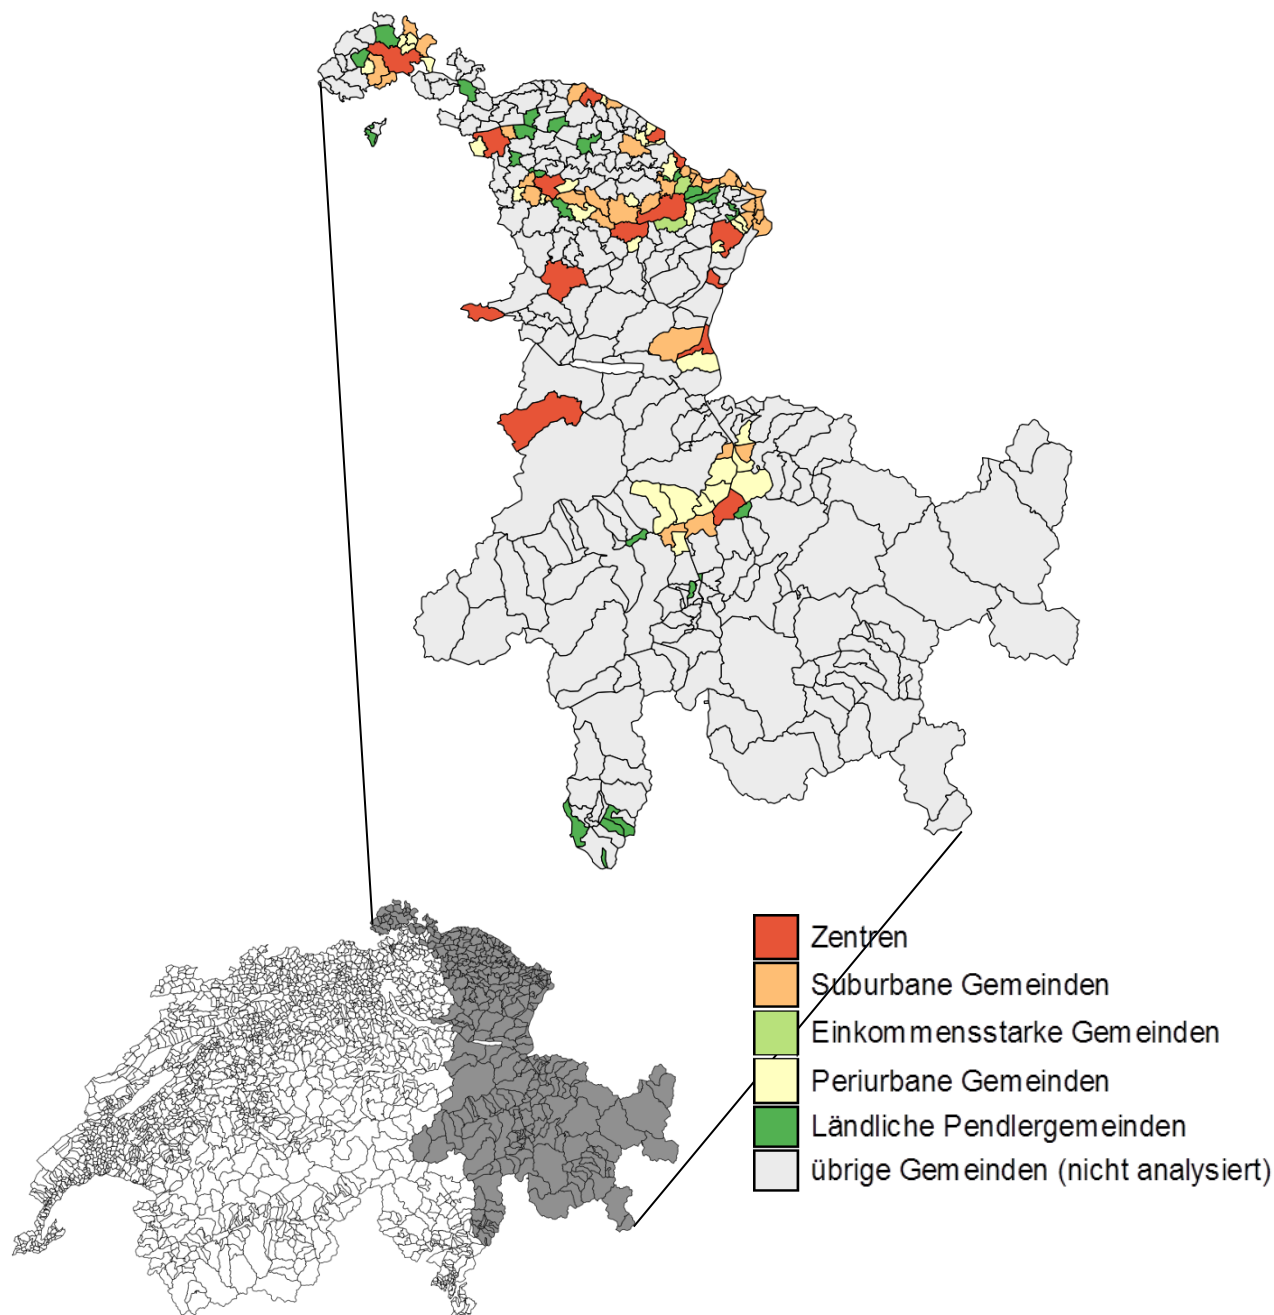 Zentren
Suburbane Gemeinden
Einkommensstarke Gemeinden
Periurbane Gemeinden
Ländliche Pendlergemeinden
übrige Gemeinden (nicht analysiert)